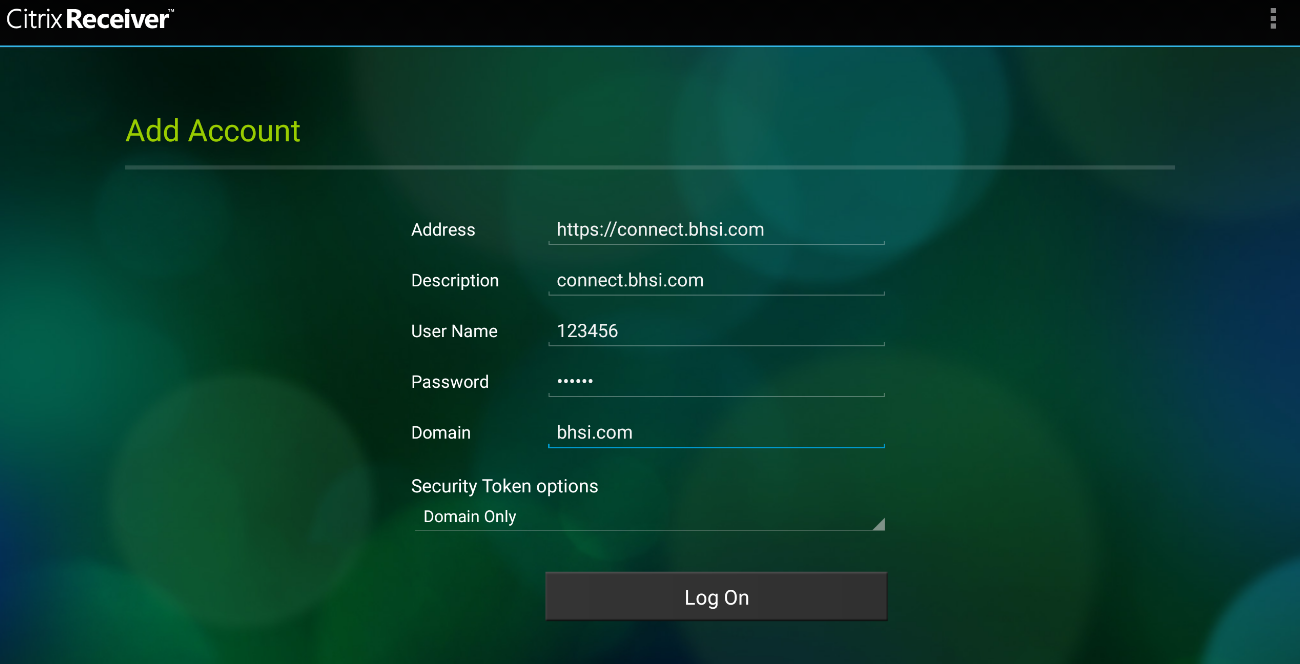 Citrix Receiver™
Add Account
Address https://connect.bhsi.com
Description connect.bhsi.com
User Name 123456
Password ••••••
Domain bhsi.com
Security Token options
Domain Only
Log On